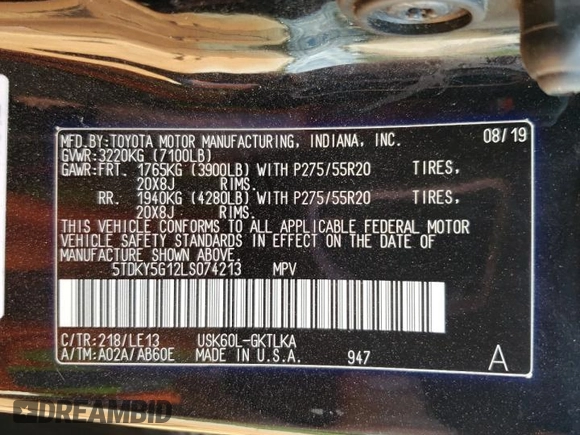 MFD.BY:TOYOTA MOTOR MANUFACTURING, INDIANA, INC. 08/19
GVWR:3220KG (7100LB)
GAWR:FRT. 1765KG (3900LB) WITH P275/55R20 TIRES,
20X8J RIMS.
RR. 1940KG (4280LB) WITH P275/55R20 TIRES,
20X8J RIMS.
THIS VEHICLE CONFORMS TO ALL APPLICABLE FEDERAL MOTOR
VEHICLE SAFETY STANDARDS IN EFFECT ON THE DATE OF
MANUFACTURE SHOWN ABOVE.
5TDKY5G12LS074213 MPV
C/TR:218/LE13 USK60L-GKTLKA
A/TM:A02A/AB60E MADE IN U.S.A. 947 A
DREAMBID